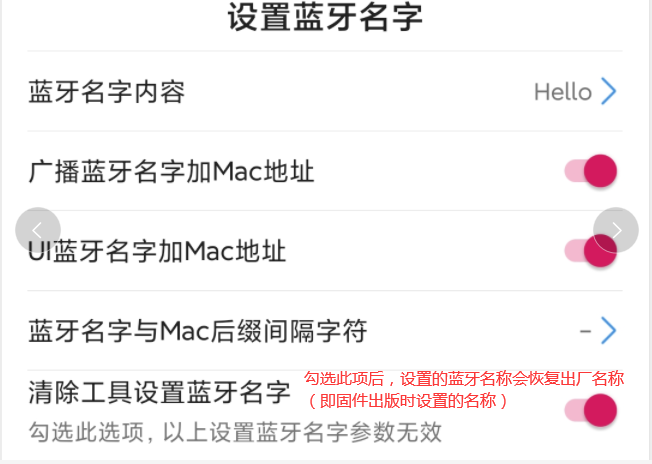 设置蓝牙名字
蓝牙名字内容 Hello
广播蓝牙名字加Mac地址
UI蓝牙名字加Mac地址
蓝牙名字与Mac后缀间隔字符 –
清除工具设置蓝牙名字
勾选此项后，设置的蓝牙名称会恢复出厂名称
（即固件出版时设置的名称）
勾选此选项, 以上设置蓝牙名字参数无效